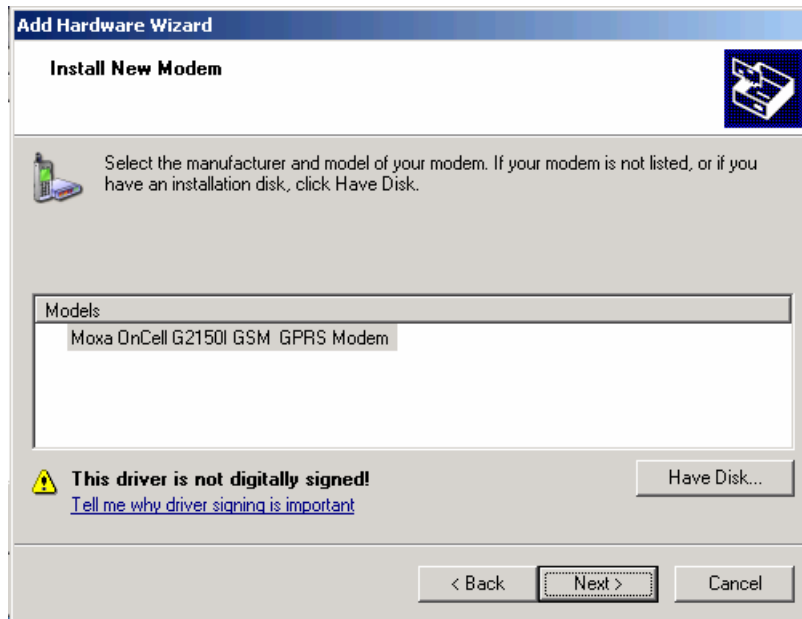 Add Hardware Wizard
Install New Modem
Select the manufacturer and model of your modem. If your modem is not listed, or if you
have an installation disk, click Have Disk.
Models
Moxa OnCell G2150I GSM  GPRS Modem
This driver is not digitally signed!
Have Disk...
Tell me why driver signing is important
< Back
Next >
Cancel